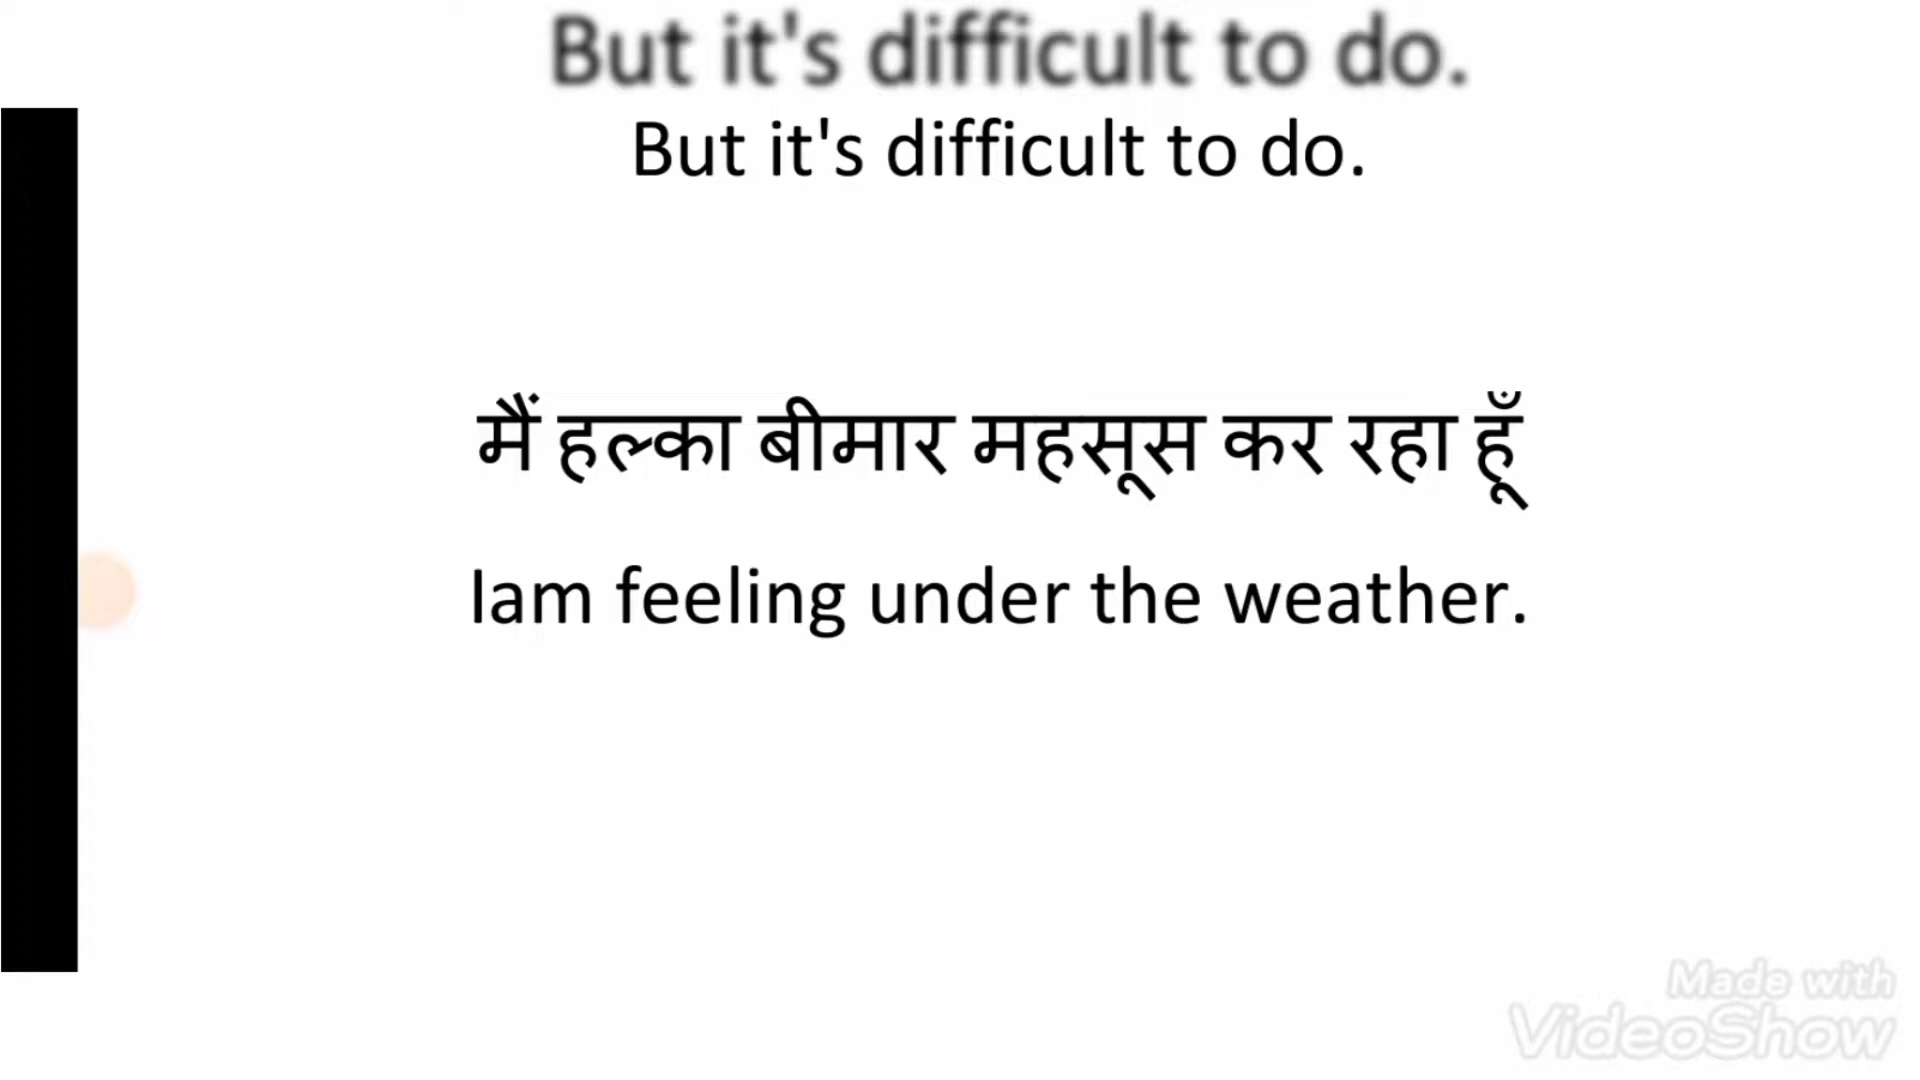 But it's difficult to do.
But it's difficult to do.
मैं हल्का बीमार महसूस कर रहा हूँ
Iam feeling under the weather.
Made with
VideoShow